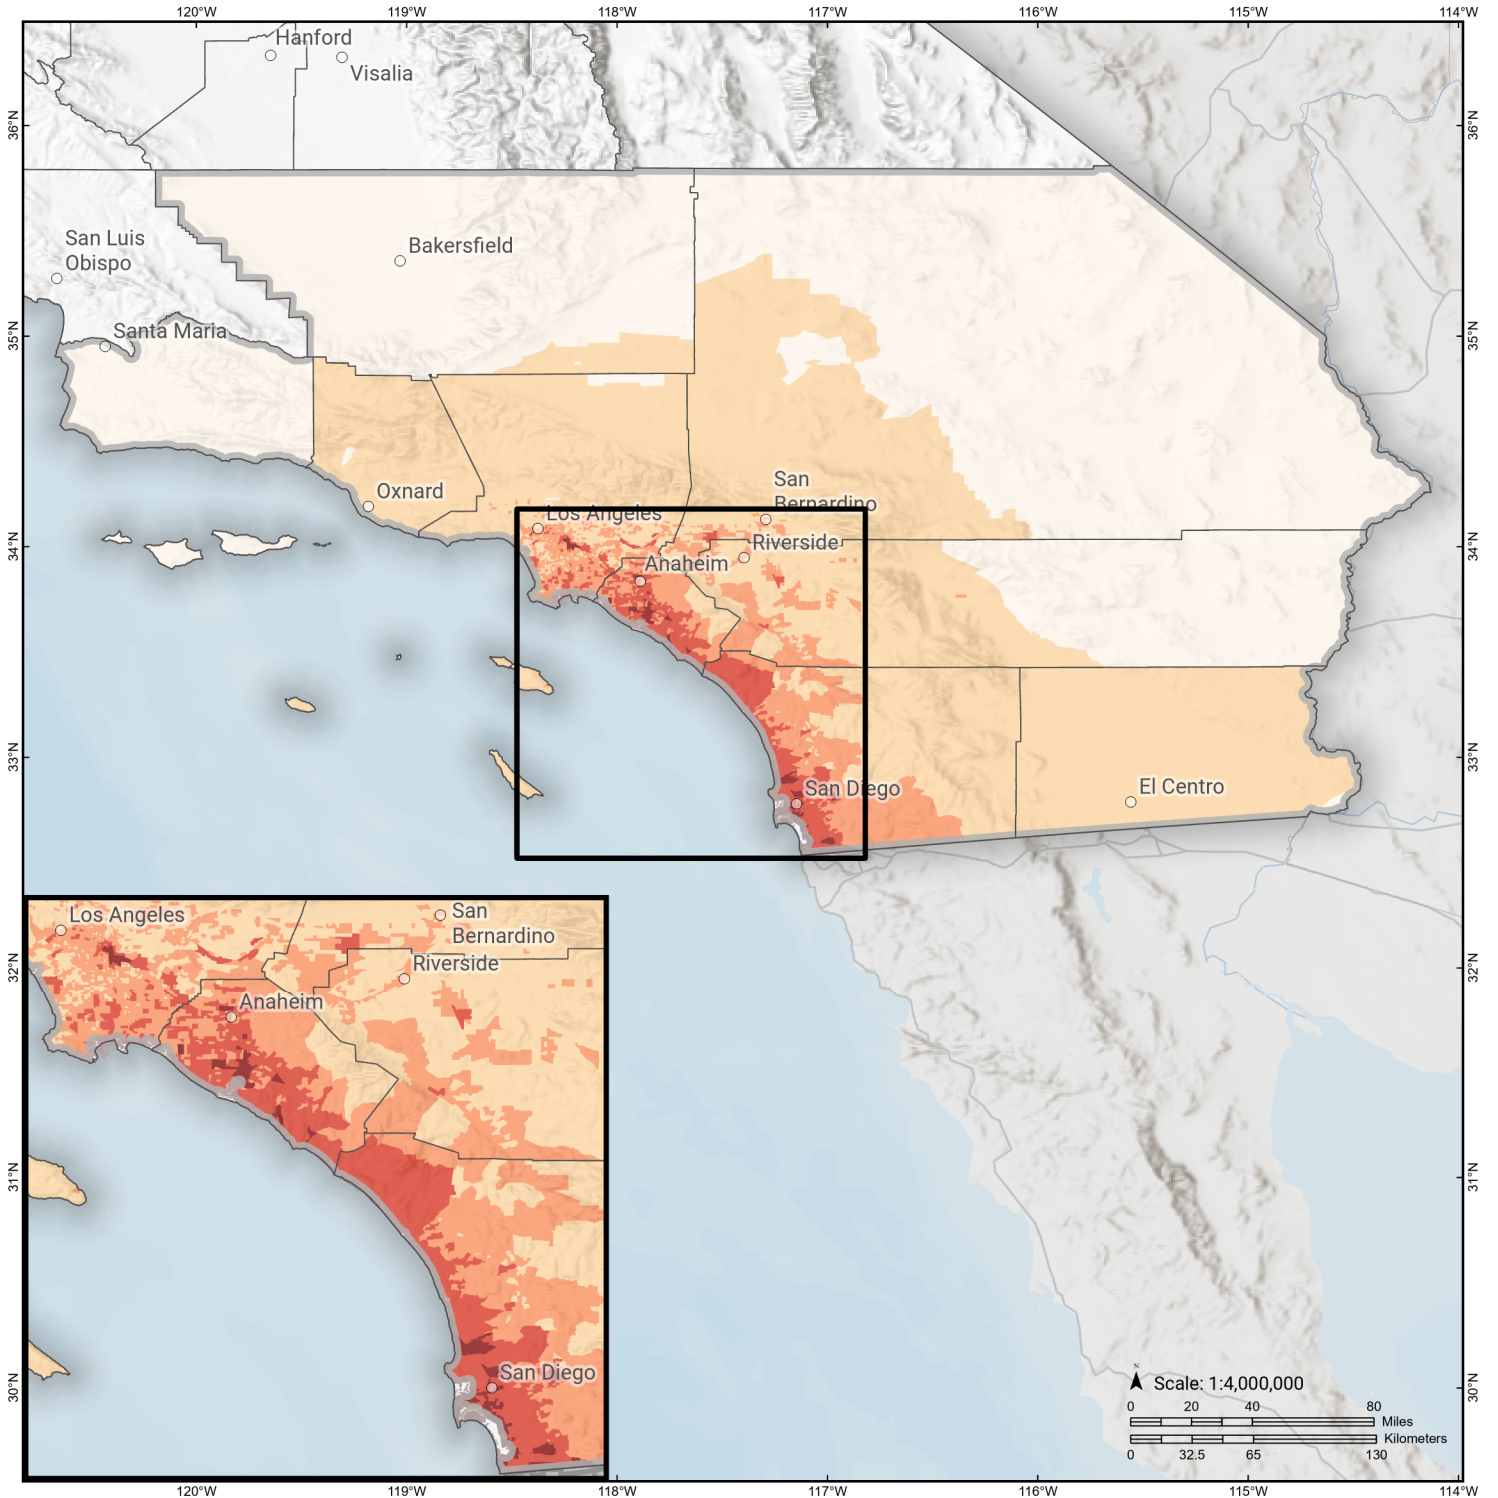 120°W 119°W 118°W 117°W 116°W 115°W 114°W
Hanford
Visalia
36°N 36°N
San Luis
Obispo
Bakersfield
Santa Maria
35°N 35°N
San
Bernardino
Oxnard
Los Angeles
Riverside
34°N 34°N
Anaheim
33°N 33°N
San Diego
El Centro
Los Angeles
San
Bernardino
Riverside
32°N 32°N
Anaheim
31°N 31°N
San Diego
30°N 30°N
N
Scale: 1:4,000,000
0 20 40 80
Miles
Kilometers
0 32.5 65 130
120°W 119°W 118°W 117°W 116°W 115°W 114°W